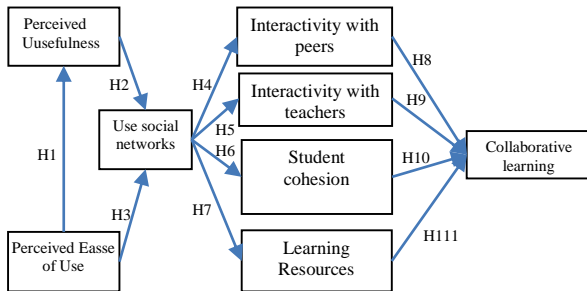 Perceived
Uusefulness
H2
H1
Use social
networks
H3
Perceived Easse
of Use
H4
H5
H6
H7
Interactivity with
peers
Interactivity with
teachers
Student
cohesion
Learning
Resources
H8
H9
H10
H111
Collaborative
learning